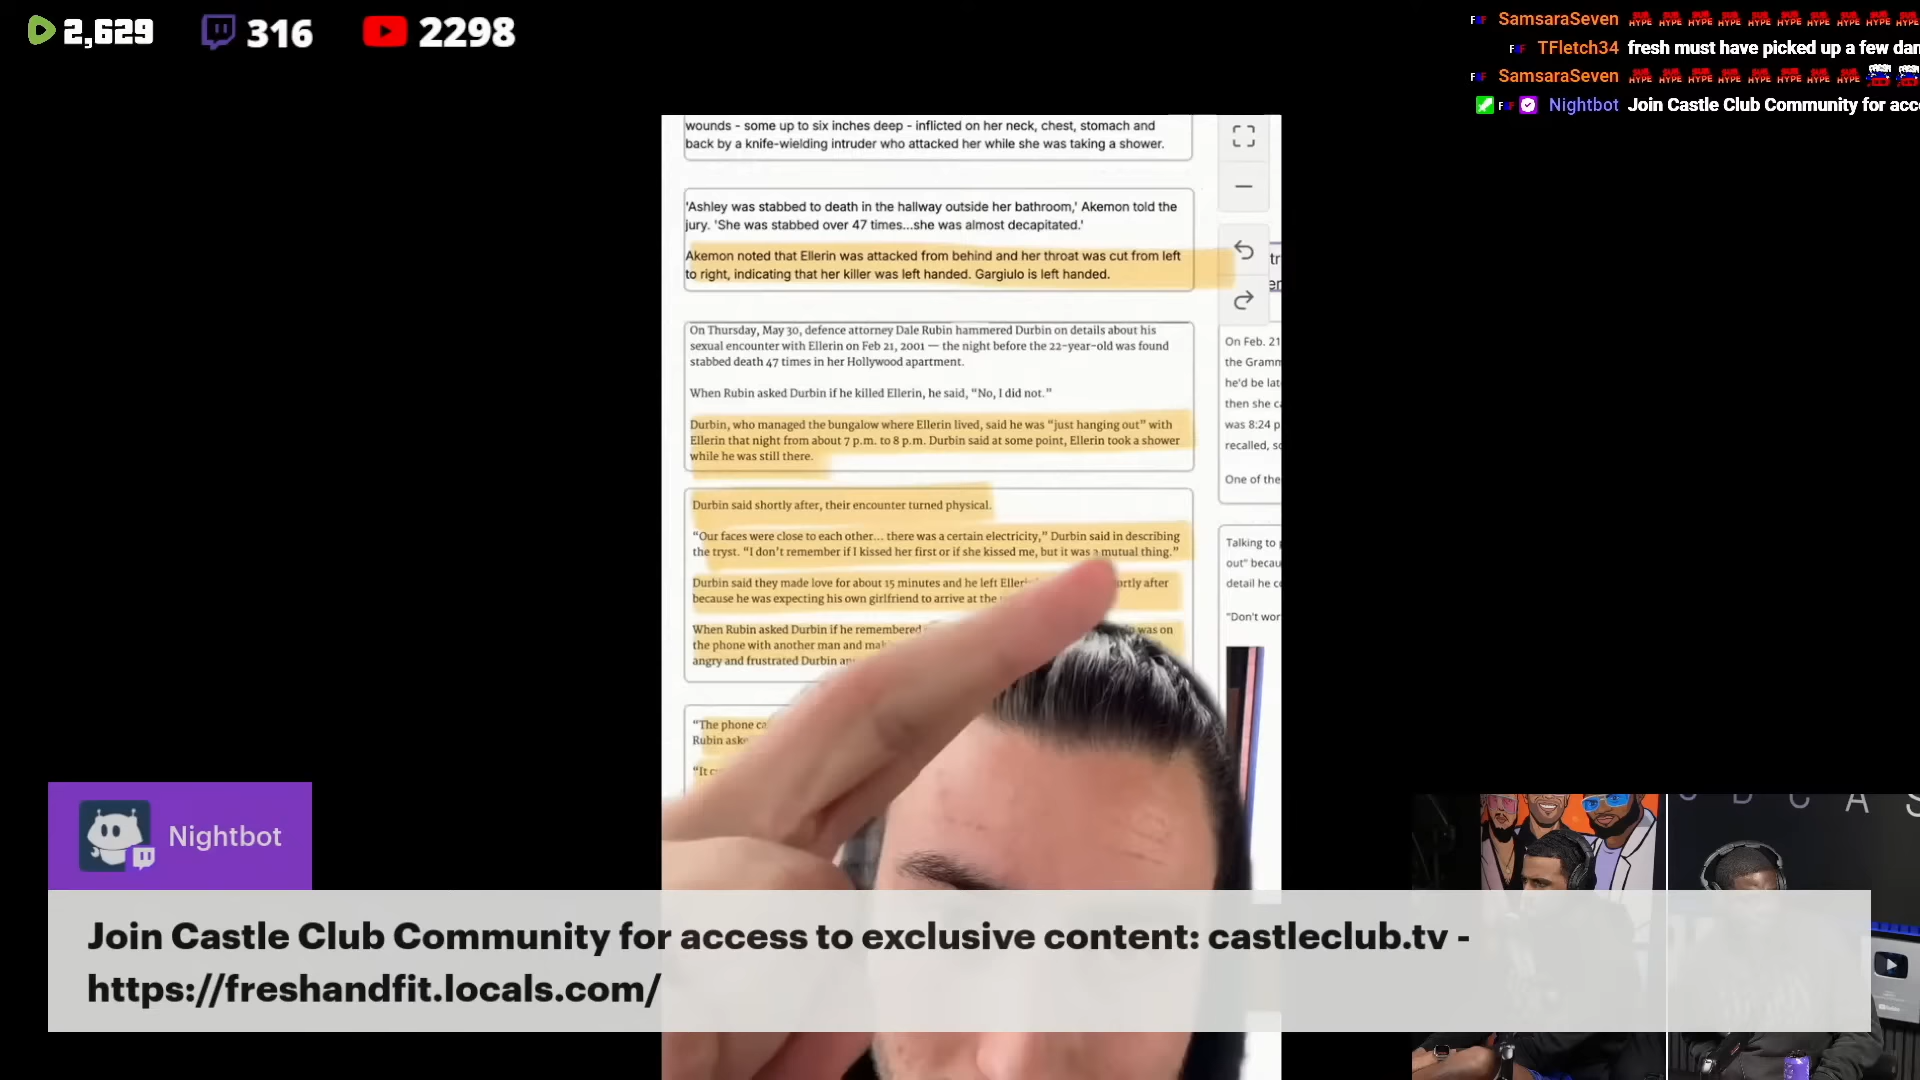 2,629
316
2298
SamsaraSeven
TFletch34 fresh must have picked up a few
SamsaraSeven
Nightbot Join Castle Club Community for
wounds - some up to six inches deep - inflicted on her neck, chest, stomach and
back by a knife-wielding intruder who attacked her while she was taking a shower.
'Ashley was stabbed to death in the hallway outside her bathroom,' Akemon told the
jury. 'She was stabbed over 47 times...she was almost decapitated.'
Akemon noted that Ellerin was attacked from behind and her throat was cut from left
to right, indicating that her killer was left handed. Gargiulo is left handed.
On Thursday, May 30, defence attorney Dale Rubin hammered Durbin on details about his
sexual encounter with Ellerin on Feb 21, 2001 — the night before the 22-year-old was found
stabbed death 47 times in her Hollywood apartment.
When Rubin asked Durbin if he killed Ellerin, he said, “No, I did not.”
Durbin, who managed the bungalow where Ellerin lived, said he was “just hanging out” with
Ellerin that night from about 7 p.m. to 8 p.m. Durbin said at some point, Ellerin took a shower
while he was still there.
Durbin said shortly after, their encounter turned physical.
“Our faces were close to each other... there was a certain electricity,” Durbin said in describing
the tryst. “I don’t remember if I kissed her first or if she kissed me, but it was a mutual thing.”
Durbin said they made love for about 15 minutes and he left after
because he was expecting his own girlfriend to arrive at the
When Rubin asked Durbin if he remembered was on
the phone with another man and
angry and frustrated Durbin
“The phone
Rubin
On Feb. 21
the
he'd be
then she
was 8:24 p
recalled,
One of the
Talking to
out"
detail he
"Don't
Nightbot
Join Castle Club Community for access to exclusive content: castleclub.tv -
https://freshandfit.locals.com/